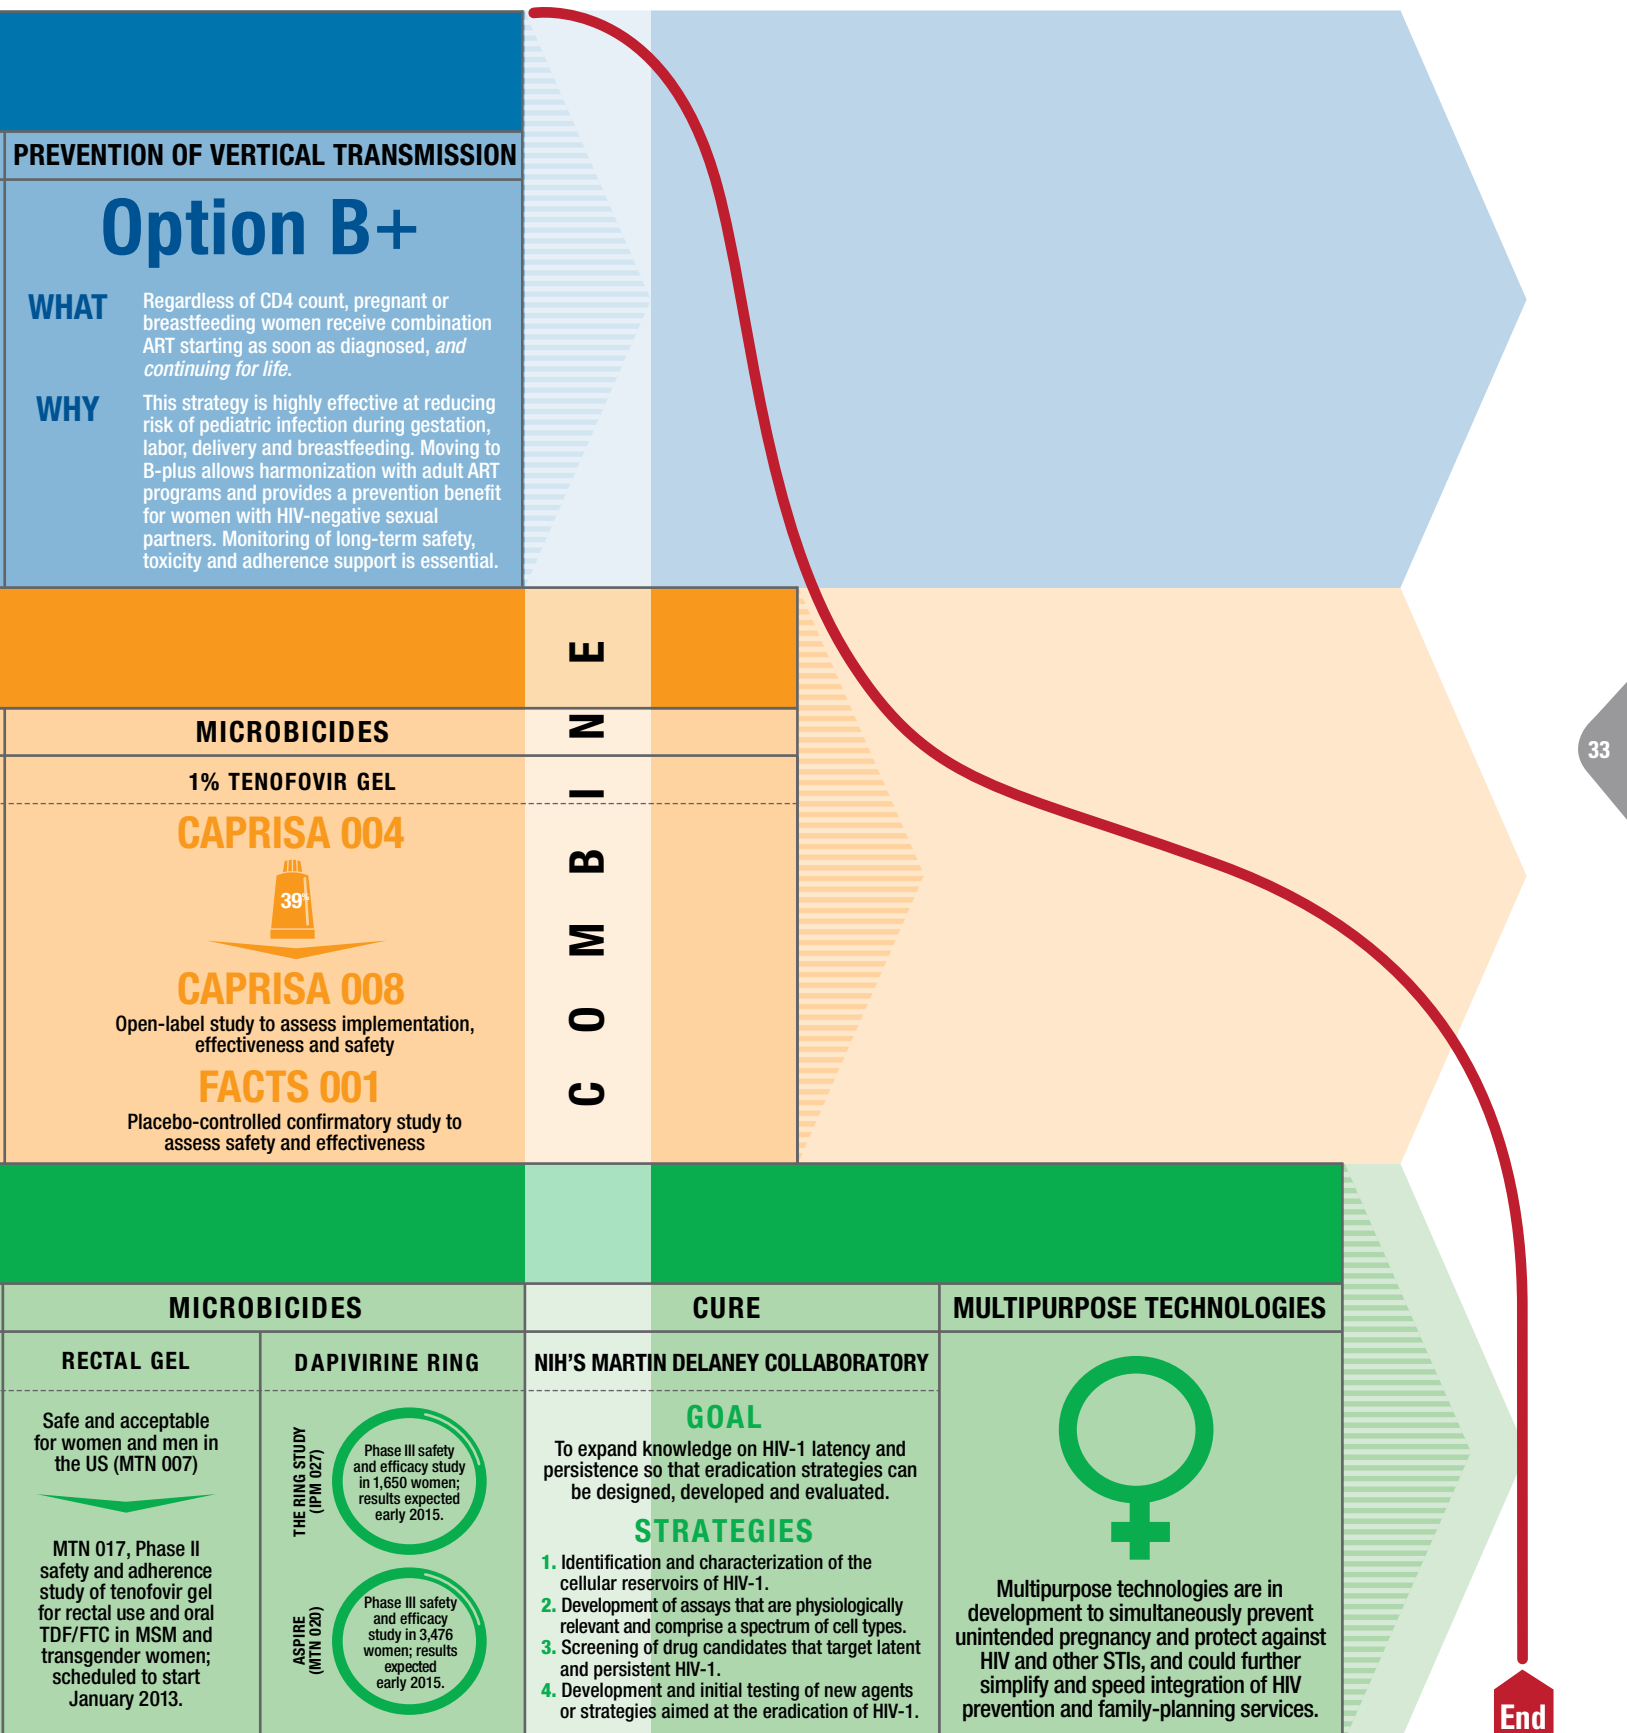 PREVENTION OF VERTICAL TRANSMISSION
Option B+
WHAT
Regardless of CD4 count, pregnant or
breastfeeding women receive combination
ART starting as soon as diagnosed, and
continuing for life.
WHY
This strategy is highly effective at reducing
risk of pediatric infection during gestation,
labor, delivery and breastfeeding. Moving to
B-plus allows harmonization with adult ART
programs and provides a prevention benefit
for women with HIV-negative sexual
partners. Monitoring of long-term safety,
toxicity and adherence support is essential.
COMBINE
MICROBICIDES
1% TENOFOVIR GEL
CAPRISA 004
39%
CAPRISA 008
Open-label study to assess implementation,
effectiveness and safety
FACTS 001
Placebo-controlled confirmatory study to
assess safety and effectiveness
33
MICROBICIDES
RECTAL GEL
Safe and acceptable
for women and men in
the US (MTN 007)
MTN 017, Phase II
safety and adherence
study of tenofovir gel
for rectal use and oral
TDF/FTC in MSM and
transgender women;
scheduled to start
January 2013.
DAPIVIRINE RING
THE RING STUDY
(IPM 027)
Phase III safety
and efficacy study
in 1,650 women;
results expected
early 2015.
ASPIRE
(MTN 020)
Phase III safety
and efficacy
study in 3,476
women; results
expected
early 2015.
CURE
NIH'S MARTIN DELANEY COLLABORATORY
GOAL
To expand knowledge on HIV-1 latency and
persistence so that eradication strategies can
be designed, developed and evaluated.
STRATEGIES
1. Identification and characterization of the
cellular reservoirs of HIV-1.
2. Development of assays that are physiologically
relevant and comprise a spectrum of cell types.
3. Screening of drug candidates that target latent
and persistent HIV-1.
4. Development and initial testing of new agents
or strategies aimed at the eradication of HIV-1.
MULTIPURPOSE TECHNOLOGIES
Multipurpose technologies are in
development to simultaneously prevent
unintended pregnancy and protect against
HIV and other STIs, and could further
simplify and speed integration of HIV
prevention and family-planning services.
End